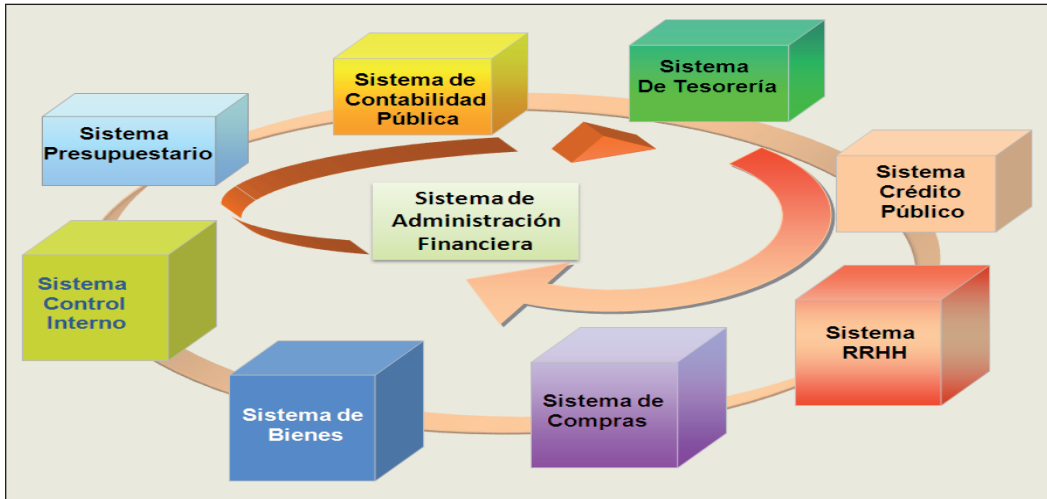 Sistema de
Contabilidad
Pública
Sistema
De Tesorería
Sistema
Presupuestario
Sistema
Crédito
Público
Sistema de
Administración
Financiera
Sistema
Control
Interno
Sistema
RRHH
Sistema de
Compras
Sistema de
Bienes